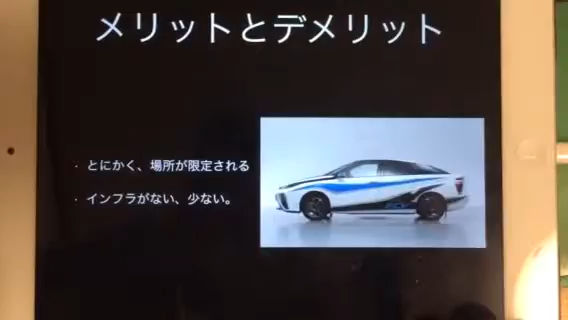 メリットとデメリット
・ とにかく、場所が限定される
・ インフラがない、少ない。